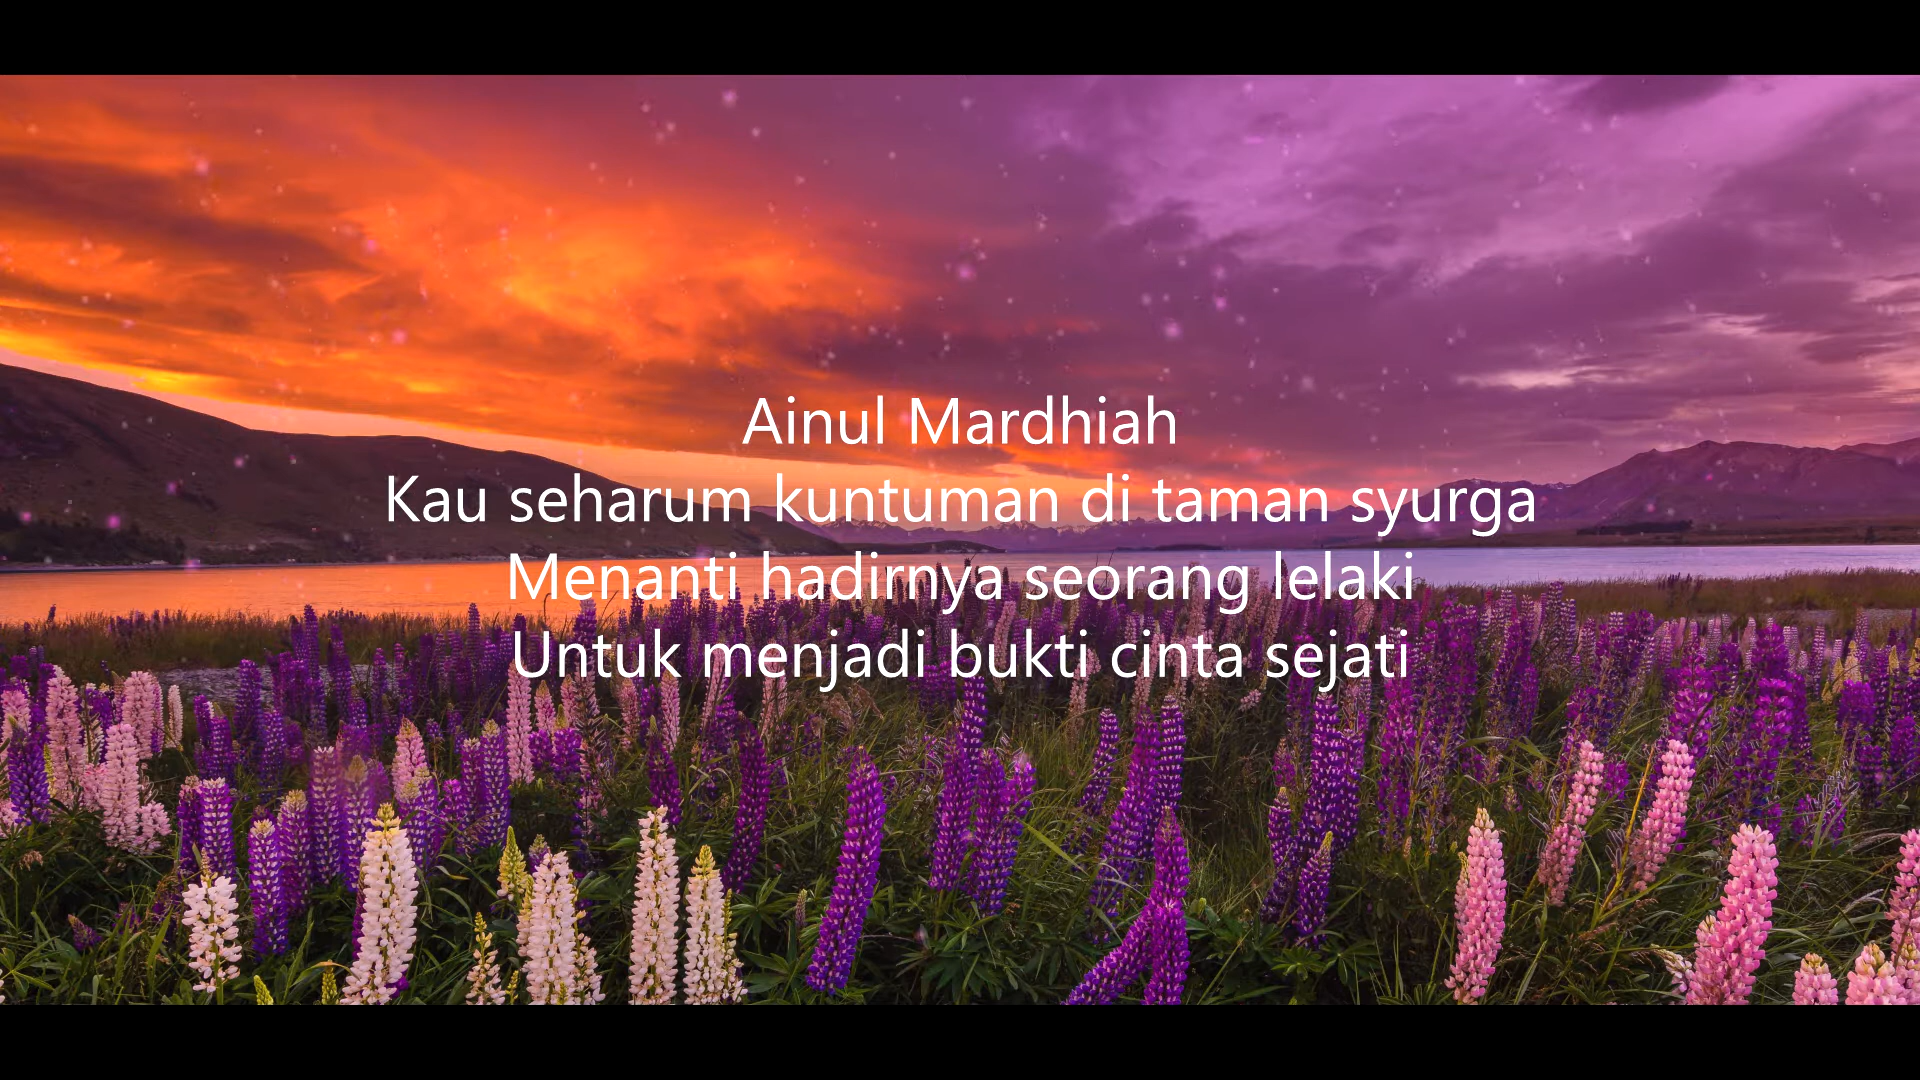 Ainul Mardhiah
Kau seharum kuntuman di taman syurga
Menanti hadirnya seorang lelaki
Untuk menjadi bukti cinta sejati